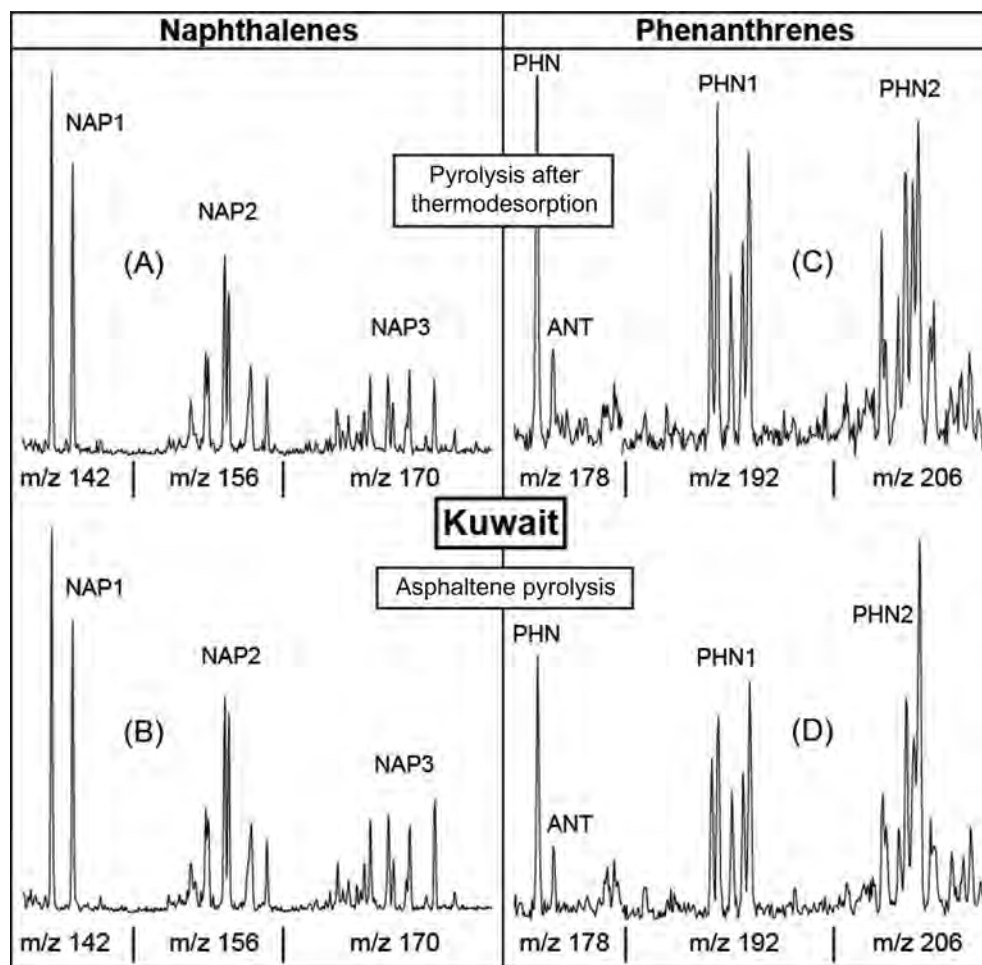 Naphthalenes
Phenanthrenes
NAP1
NAP2
NAP3
(A)
PHN
ANT
PHN1
PHN2
(C)
Pyrolysis after
thermodesorption
m/z 142 | m/z 156 | m/z 170
m/z 178 | m/z 192 | m/z 206
Kuwait
Asphaltene pyrolysis
NAP1
NAP2
NAP3
(B)
PHN
ANT
PHN1
PHN2
(D)
m/z 142 | m/z 156 | m/z 170
m/z 178 | m/z 192 | m/z 206